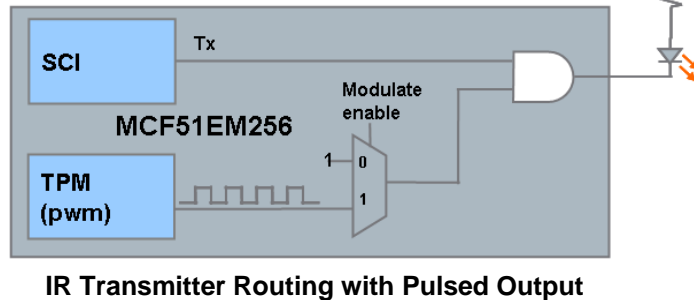 SCI
Tx
Modulate
enable
MCF51EM256
1
0
TPM
(pwm)
1
IR Transmitter Routing with Pulsed Output